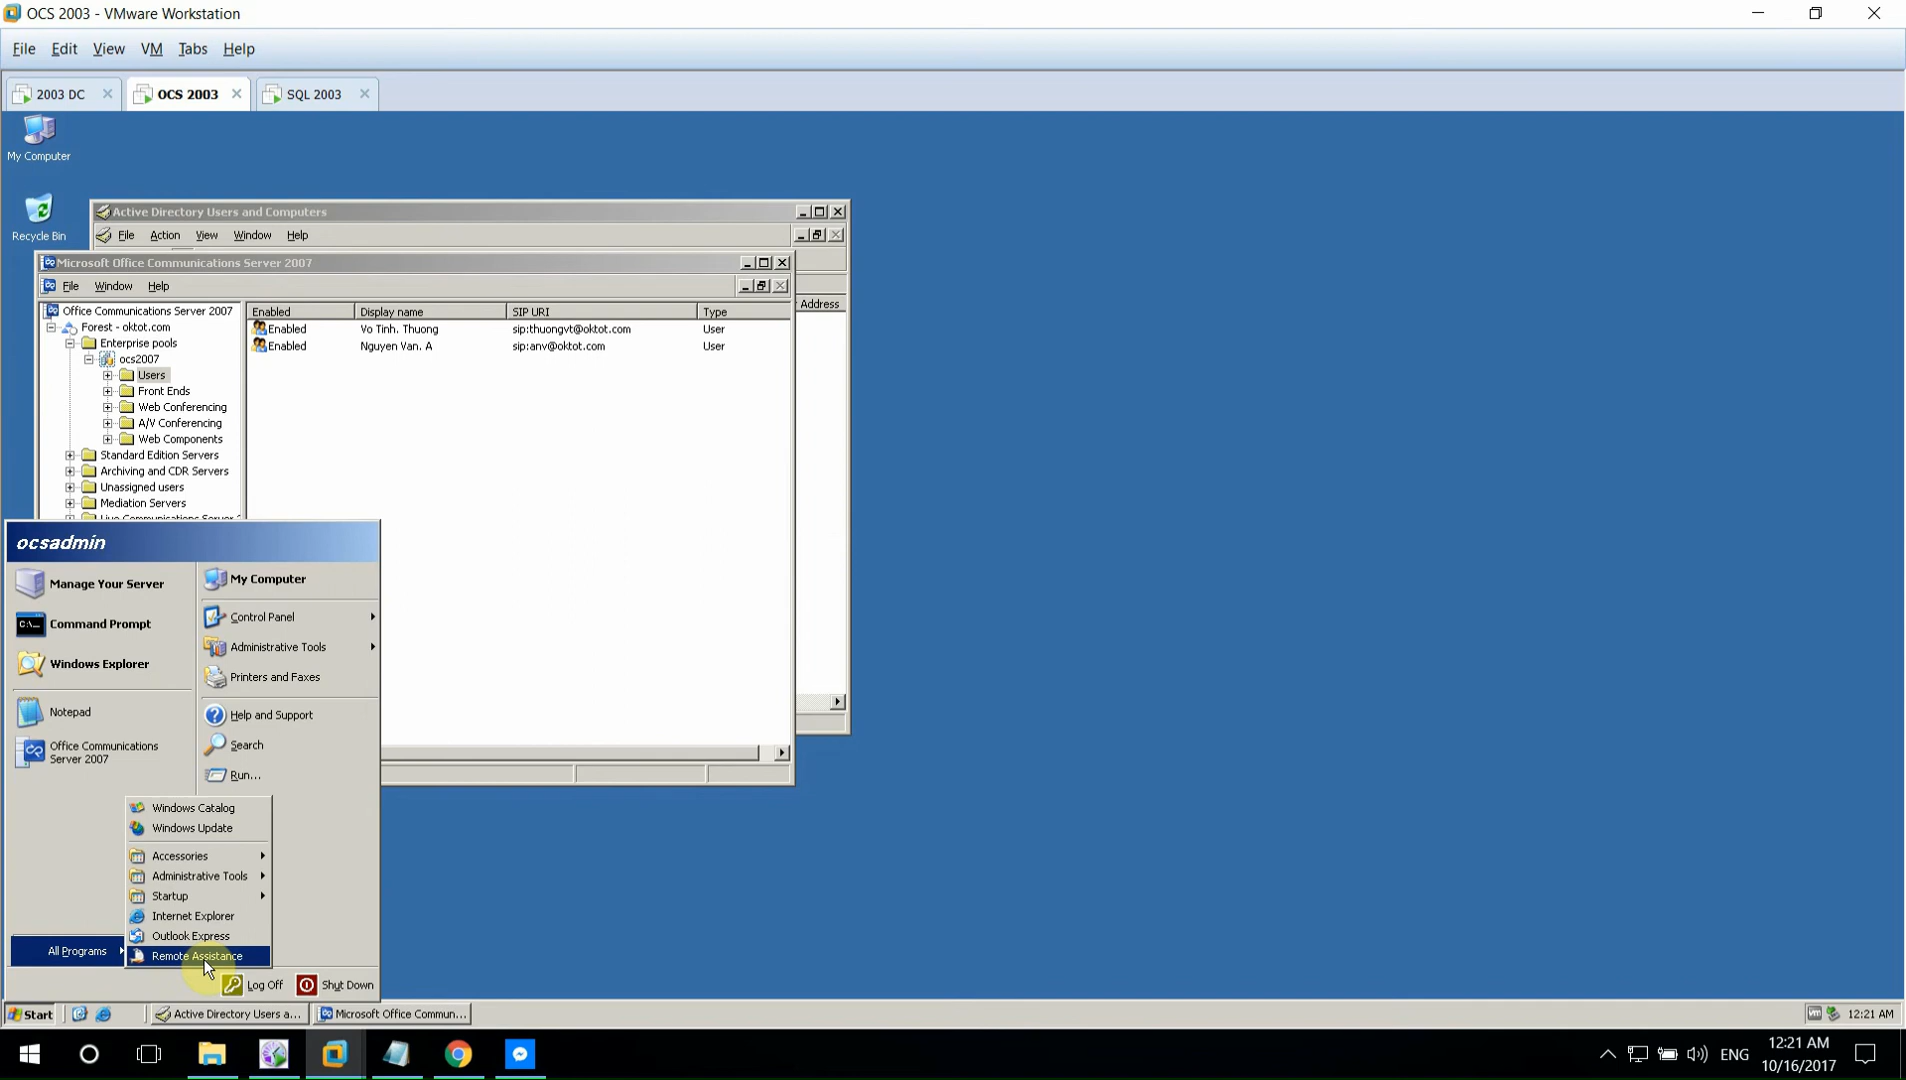 OCS 2003 - VMware Workstation
File Edit View VM Tabs Help
2003 DC
OCS 2003
SQL 2003
My Computer
Recycle Bin
Active Directory Users and Computers
File Action View Window Help
Microsoft Office Communications Server 2007
File Window Help
Address
Office Communications Server 2007
Forest - oktot.com
Enterprise pools
ocs2007
Users
Front Ends
Web Conferencing
A/V Conferencing
Web Components
Standard Edition Servers
Archiving and CDR Servers
Unassigned users
Mediation Servers
Enabled Display name SIP URI Type
Enabled Vo Tinh. Thuong sip:thuongvt@oktot.com User
Enabled Nguyen Van. A sip:anv@oktot.com User
ocsadmin
Manage Your Server
Command Prompt
Windows Explorer
Notepad
Office Communications
Server 2007
My Computer
Control Panel
Administrative Tools
Printers and Faxes
Help and Support
Search
Run...
Windows Catalog
Windows Update
Accessories
Administrative Tools
Startup
Internet Explorer
Outlook Express
Remote Assistance
All Programs
Log Off
Shut Down
Start
Active Directory Users a...
Microsoft Office Commun...
12:21 AM
ENG
12:21 AM
10/16/2017